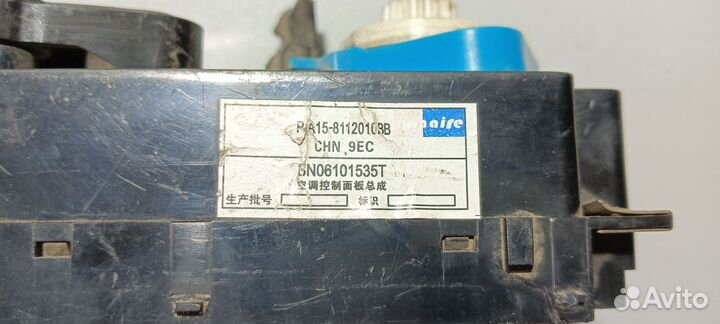 PA15-8112010BB
naire
CHN 9EC
SN06101535T
空调控制面板总成
生产批号 标识
Avito